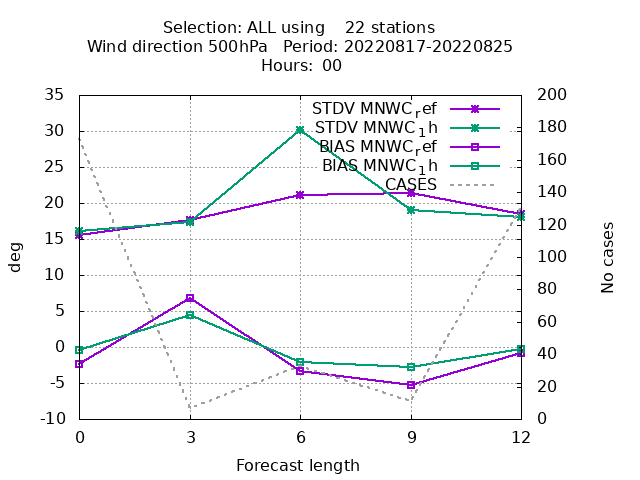 Selection: ALL using    22 stations
Wind direction 500hPa   Period: 20220817-20220825
Hours: 00
STDV MNWC_ref
STDV MNWC_1h
BIAS MNWC_ref
BIAS MNWC_1h
CASES
35
30
25
20
15
10
5
0
-5
-10
200
180
160
140
120
100
80
60
40
20
0
deg
No cases
0 3 6 9 12
Forecast length